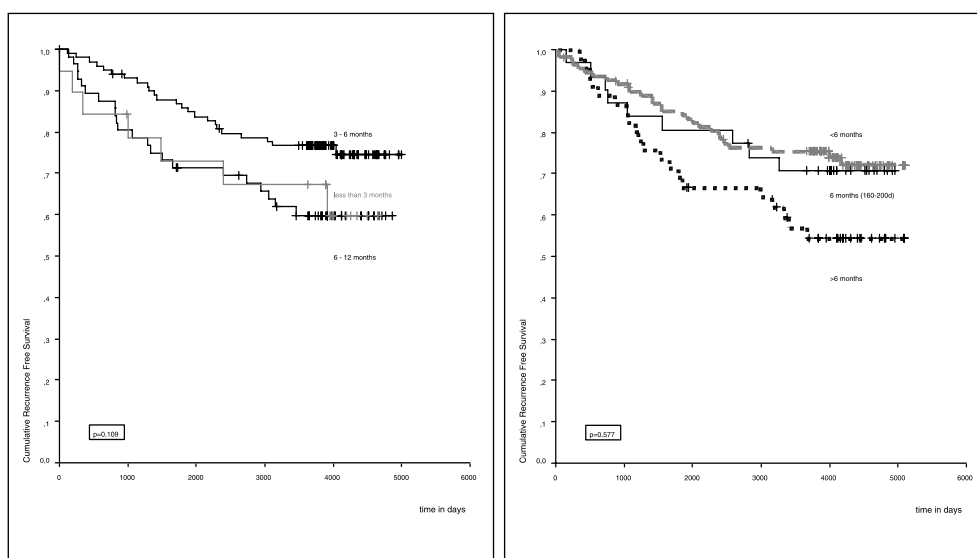 Cumulative Recurrence Free Survival
1,0
,9
,8
,7
,6
,5
,4
,3
,2
,1
0,0
3 - 6 months
less than 3 months
6 - 12 months
p=0.109
0 1000 2000 3000 4000 5000 6000
time in days
Cumulative Recurrence Free Survival
1,0
,9
,8
,7
,6
,5
,4
,3
,2
,1
0,0
<6 months
6 months (160-200d)
>6 months
p=0.577
0 1000 2000 3000 4000 5000 6000
time in days